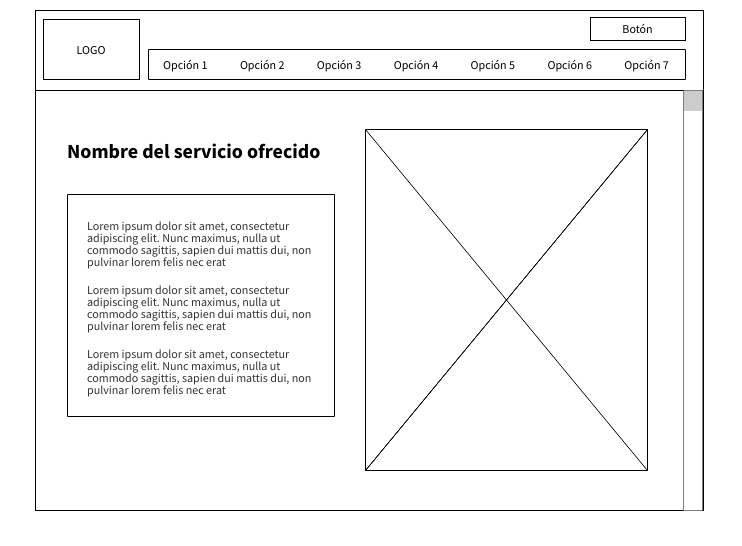 LOGO
Botón
Opción 1 Opción 2 Opción 3 Opción 4 Opción 5 Opción 6 Opción 7
Nombre del servicio ofrecido
Lorem ipsum dolor sit amet, consectetur
adipiscing elit. Nunc maximus, nulla ut
commodo sagittis, sapien dui mattis dui, non
pulvinar lorem felis nec erat
Lorem ipsum dolor sit amet, consectetur
adipiscing elit. Nunc maximus, nulla ut
commodo sagittis, sapien dui mattis dui, non
pulvinar lorem felis nec erat
Lorem ipsum dolor sit amet, consectetur
adipiscing elit. Nunc maximus, nulla ut
commodo sagittis, sapien dui mattis dui, non
pulvinar lorem felis nec erat